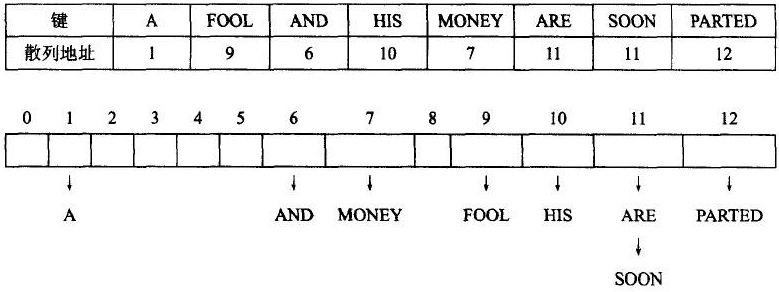 键 A FOOL AND HIS MONEY ARE SOON PARTED
散列地址 1 9 6 10 7 11 11 12
0 1 2 3 4 5 6 7 8 9 10 11 12
A AND MONEY FOOL HIS ARE PARTED
SOON